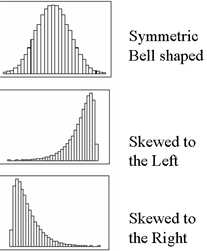 Symmetric
Bell shaped
Skewed to
the Left
Skewed to
the Right